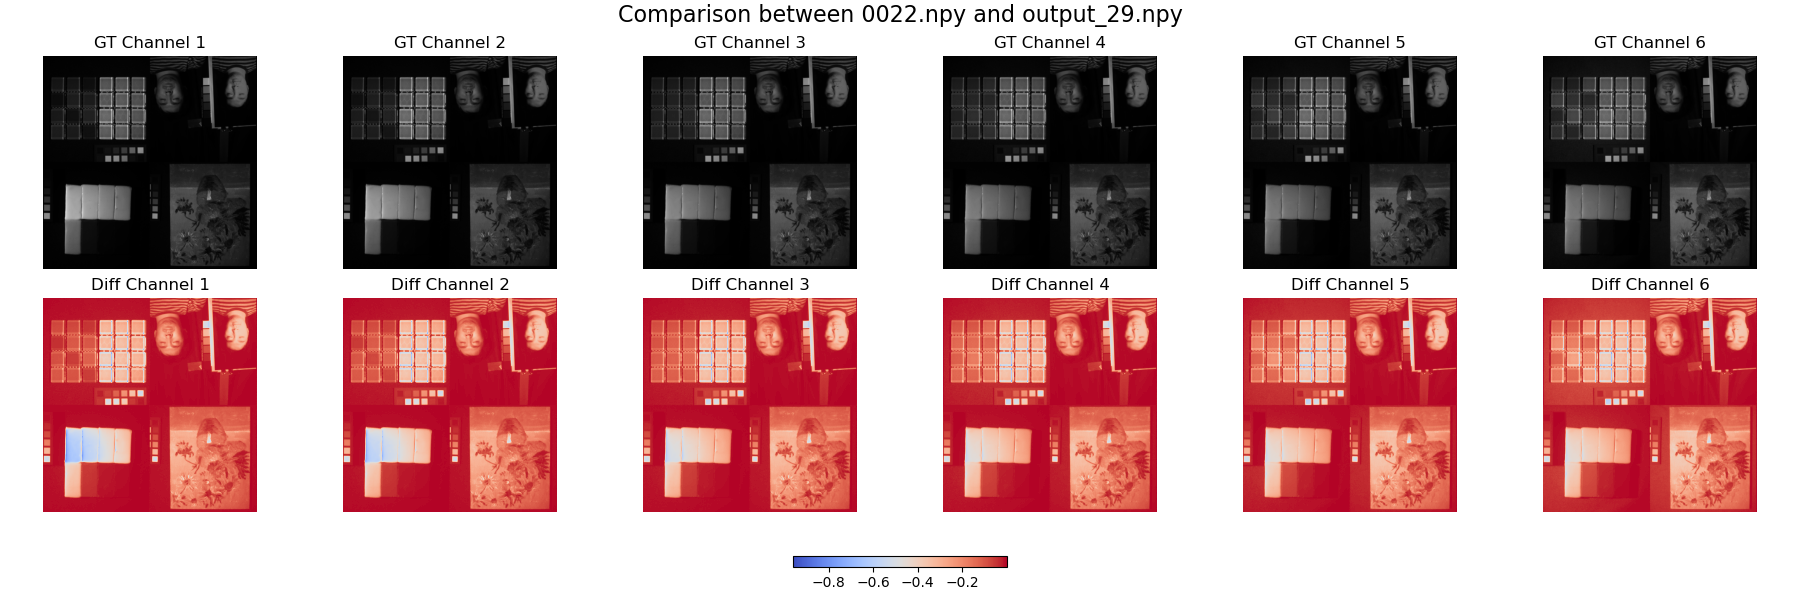 Comparison between 0022.npy and output_29.npy
GT Channel 1
GT Channel 2
GT Channel 3
GT Channel 4
GT Channel 5
GT Channel 6
Diff Channel 1
Diff Channel 2
Diff Channel 3
Diff Channel 4
Diff Channel 5
Diff Channel 6
−0.8 −0.6 −0.4 −0.2